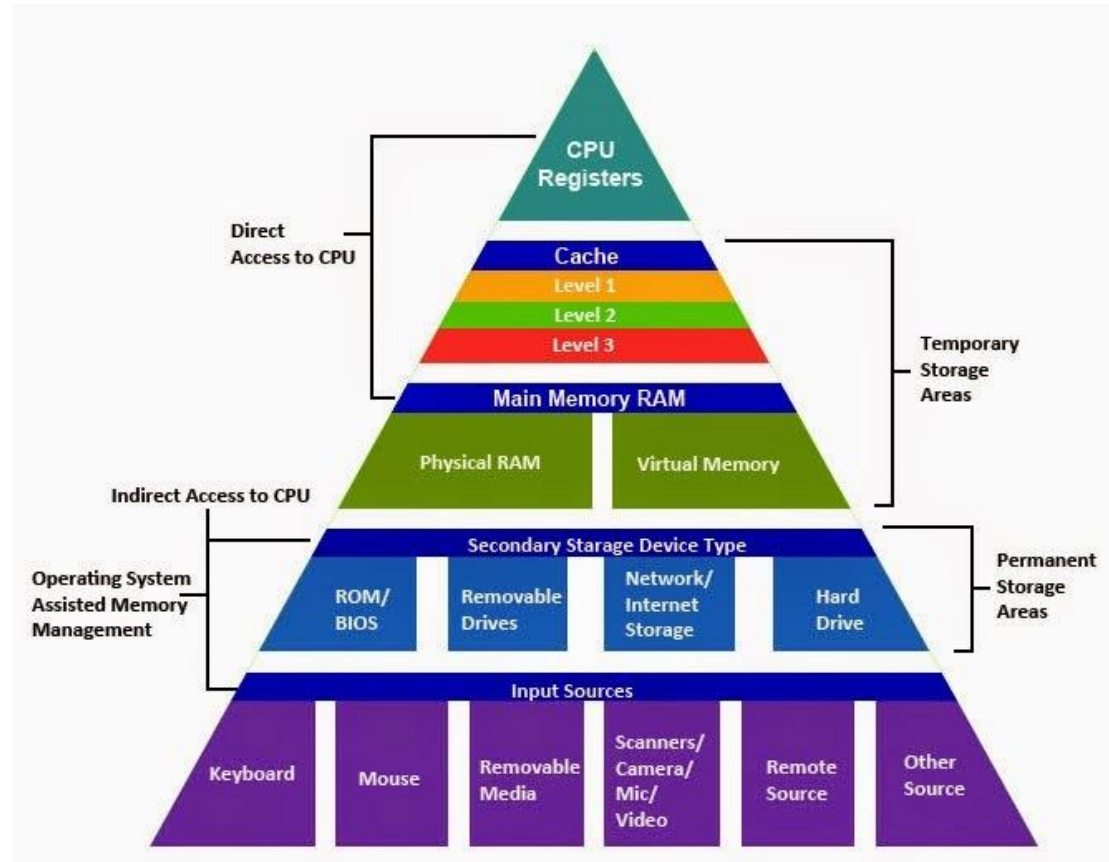 CPU
Registers
Direct
Access to CPU
Cache
Level 1
Level 2
Level 3
Temporary
Storage
Areas
Main Memory RAM
Physical RAM
Virtual Memory
Indirect Access to CPU
Operating System
Assisted Memory
Management
Secondary Starage Device Type
ROM/
BIOS
Removable
Drives
Network/
Internet
Storage
Hard
Drive
Permanent
Storage
Areas
Input Sources
Keyboard
Mouse
Removable
Media
Scanners/
Camera/
Mic/
Video
Remote
Source
Other
Source